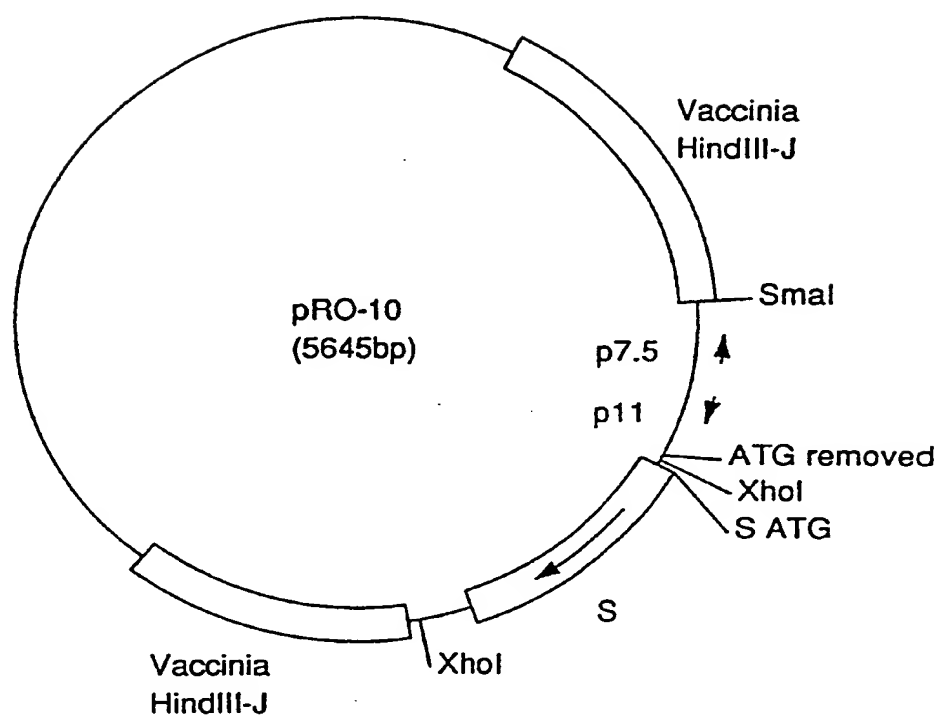 Vaccinia
HindIII-J
SmaI
pRO-10
(5645bp)
p7.5
p11
ATG removed
XhoI
S ATG
S
XhoI
Vaccinia
HindIII-J